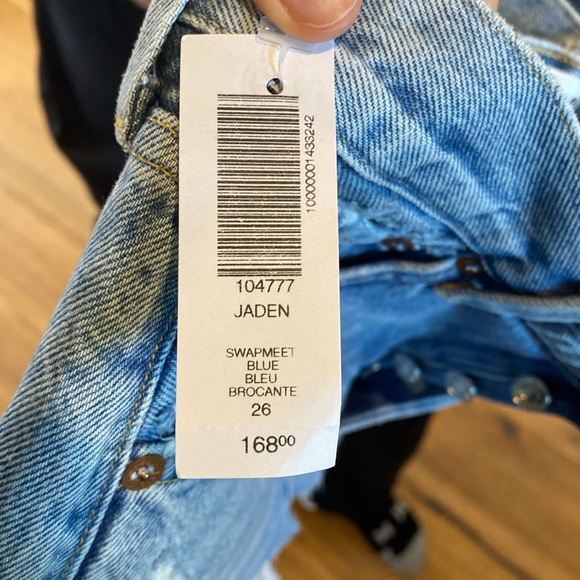 10000001433242
104777
JADEN
SWAPMEET
BLUE
BLEU
BROCANTE
26
168⁰⁰